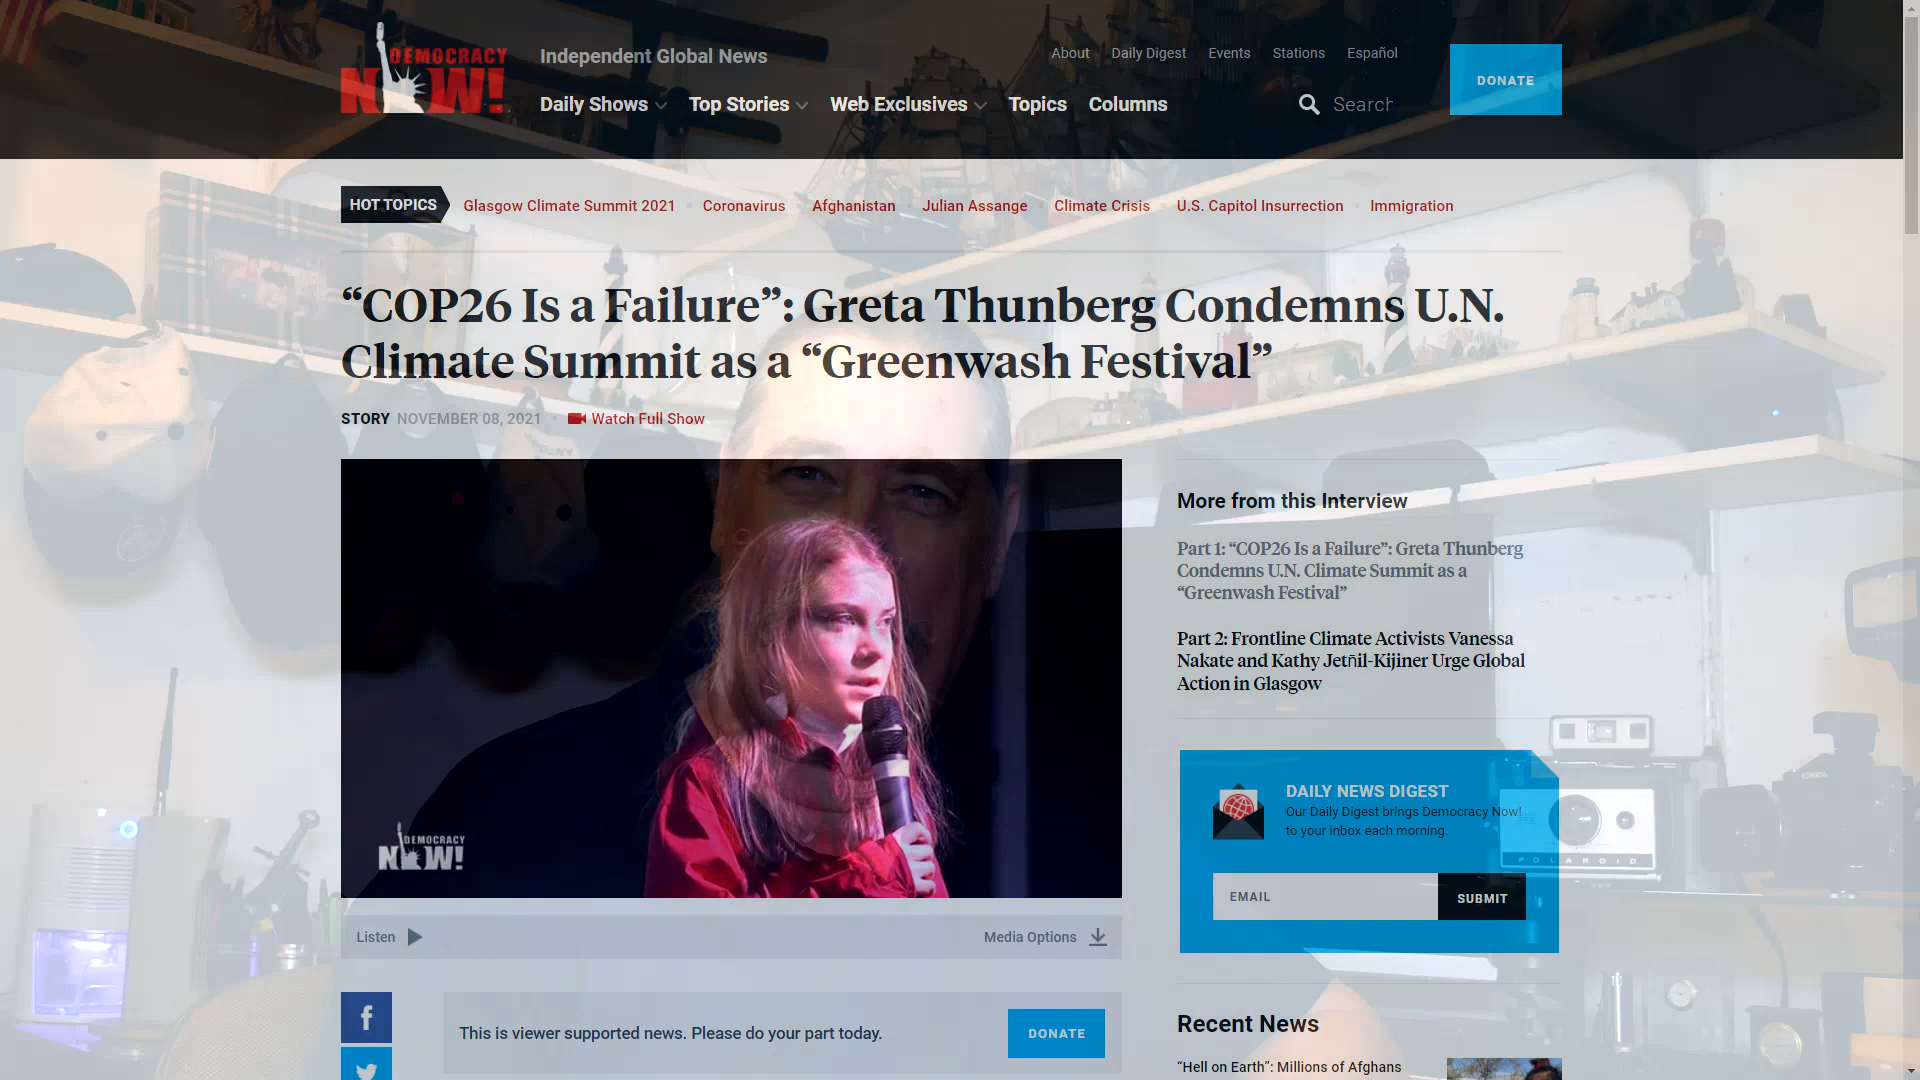 DEMOCRACY
NOW!
Independent Global News
About Daily Digest Events Stations Español
DONATE
Daily Shows Top Stories Web Exclusives Topics Columns
Search
HOT TOPICS Glasgow Climate Summit 2021 Coronavirus Afghanistan Julian Assange Climate Crisis U.S. Capitol Insurrection Immigration
“COP26 Is a Failure”: Greta Thunberg Condemns U.N.
Climate Summit as a “Greenwash Festival”
STORY NOVEMBER 08, 2021 Watch Full Show
DEMOCRACY
NOW!
Listen
Media Options
This is viewer supported news. Please do your part today.
DONATE
More from this Interview
Part 1: “COP26 Is a Failure”: Greta Thunberg
Condemns U.N. Climate Summit as a
“Greenwash Festival”
Part 2: Frontline Climate Activists Vanessa
Nakate and Kathy Jetn̄il-Kijiner Urge Global
Action in Glasgow
DAILY NEWS DIGEST
Our Daily Digest brings Democracy Now!
to your inbox each morning.
EMAIL
SUBMIT
KONICA
POLAROID
Recent News
“Hell on Earth”: Millions of Afghans